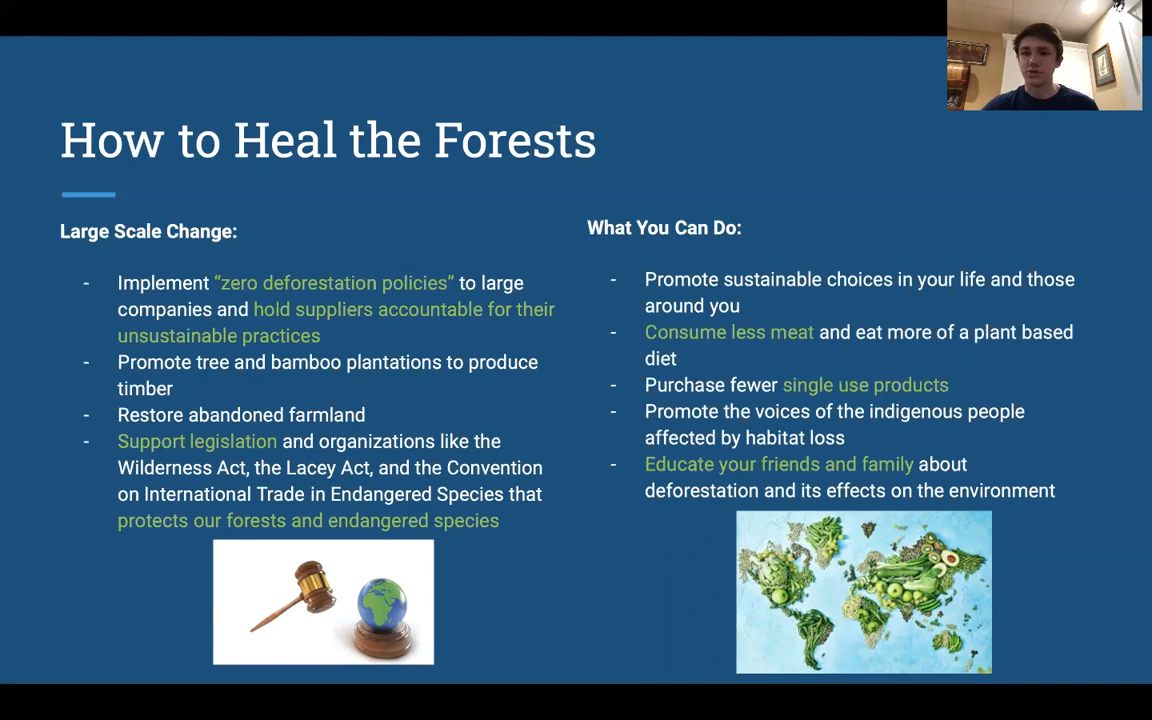 How to Heal the Forests
Large Scale Change:
- Implement “zero deforestation policies” to large
companies and hold suppliers accountable for their
unsustainable practices
- Promote tree and bamboo plantations to produce
timber
- Restore abandoned farmland
- Support legislation and organizations like the
Wilderness Act, the Lacey Act, and the Convention
on International Trade in Endangered Species that
protects our forests and endangered species
What You Can Do:
- Promote sustainable choices in your life and those
around you
- Consume less meat and eat more of a plant based
diet
- Purchase fewer single use products
- Promote the voices of the indigenous people
affected by habitat loss
- Educate your friends and family about
deforestation and its effects on the environment